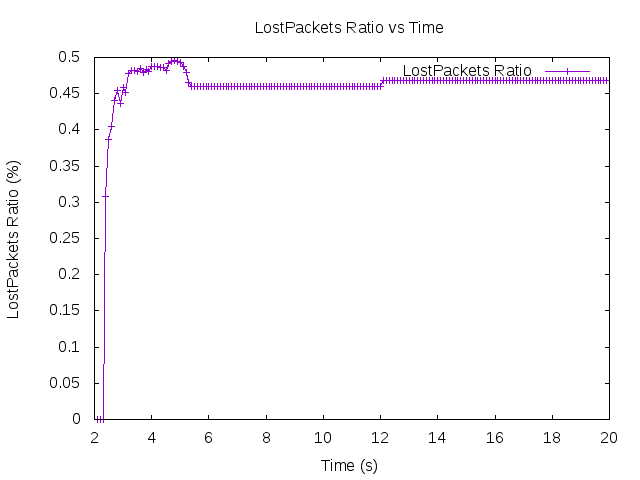 LostPackets Ratio vs Time
LostPackets Ratio
0.5
0.45
0.4
0.35
0.3
0.25
0.2
0.15
0.1
0.05
0
LostPackets Ratio (%)
2 4 6 8 10 12 14 16 18 20
Time (s)